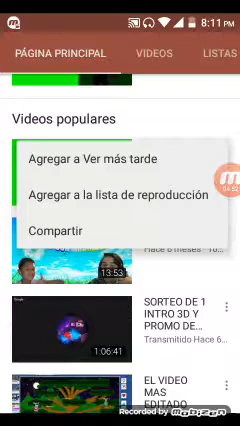 8:11 PM
PÁGINA PRINCIPAL
VIDEOS
LISTAS
Videos populares
Agregar a Ver más tarde
Agregar a la lista de reproducción
Compartir
Hace 6 meses
13:53
SORTEO DE 1
INTRO 3D Y
PROMO DE...
Transmitido Hace 6...
1:06:41
EL VIDEO
MAS
EDITADO
Recorded by
MOBIZEN